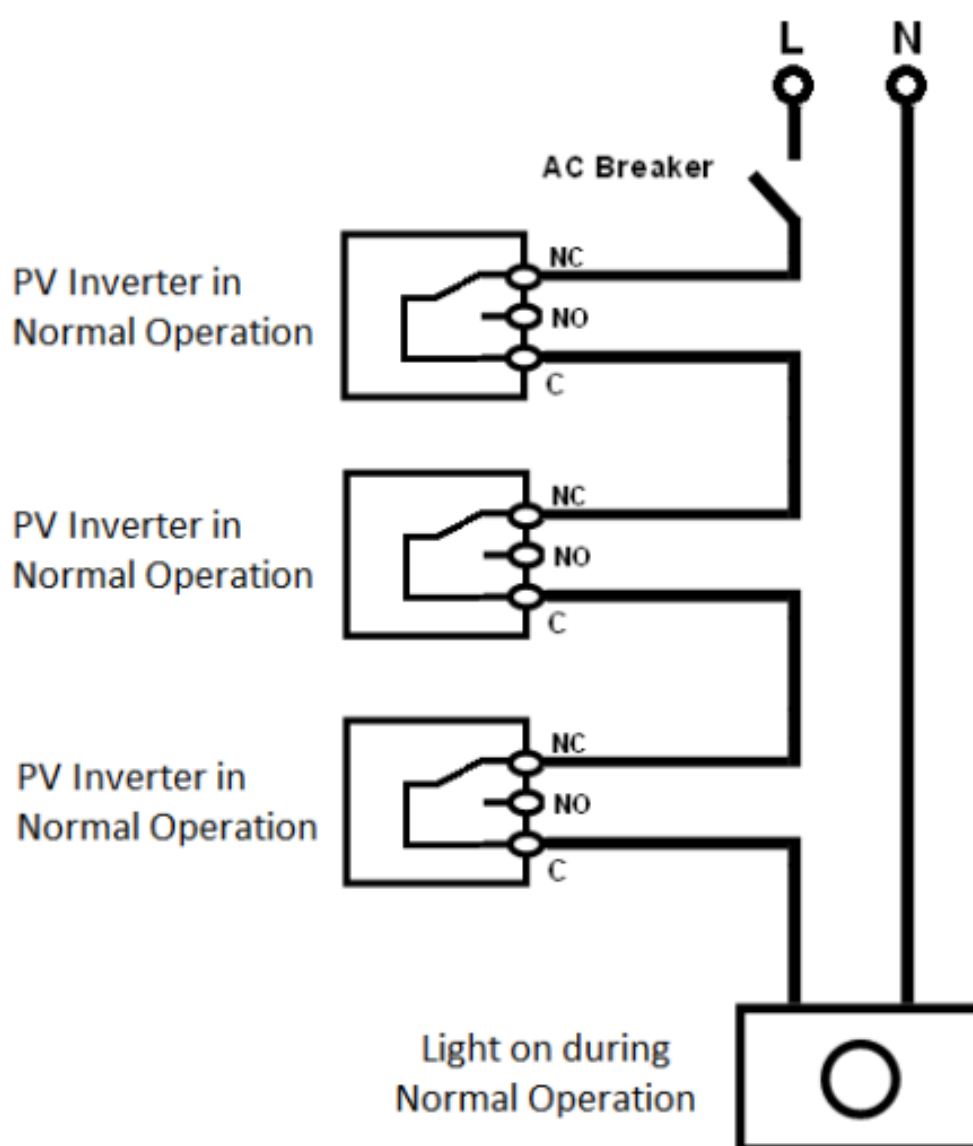 L N
AC Breaker
PV Inverter in
Normal Operation
NC
NO
C
PV Inverter in
Normal Operation
NC
NO
C
PV Inverter in
Normal Operation
NC
NO
C
Light on during
Normal Operation